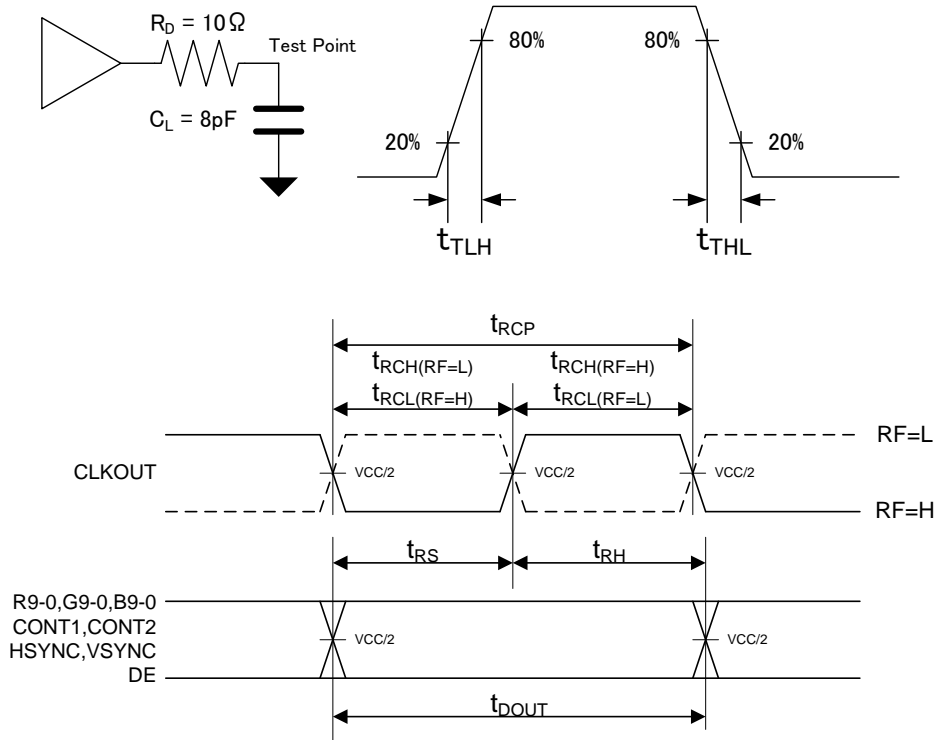 R_D = 10Ω
Test Point
C_L = 8pF
80%
80%
20%
20%
t_TLH
t_THL
t_RCP
t_RCH(RF=L)
t_RCH(RF=H)
t_RCL(RF=H)
t_RCL(RF=L)
RF=L
CLKOUT
VCC/2
VCC/2
VCC/2
RF=H
t_RS
t_RH
R9-0,G9-0,B9-0
CONT1,CONT2
VCC/2
VCC/2
HSYNC,VSYNC
DE
t_DOUT